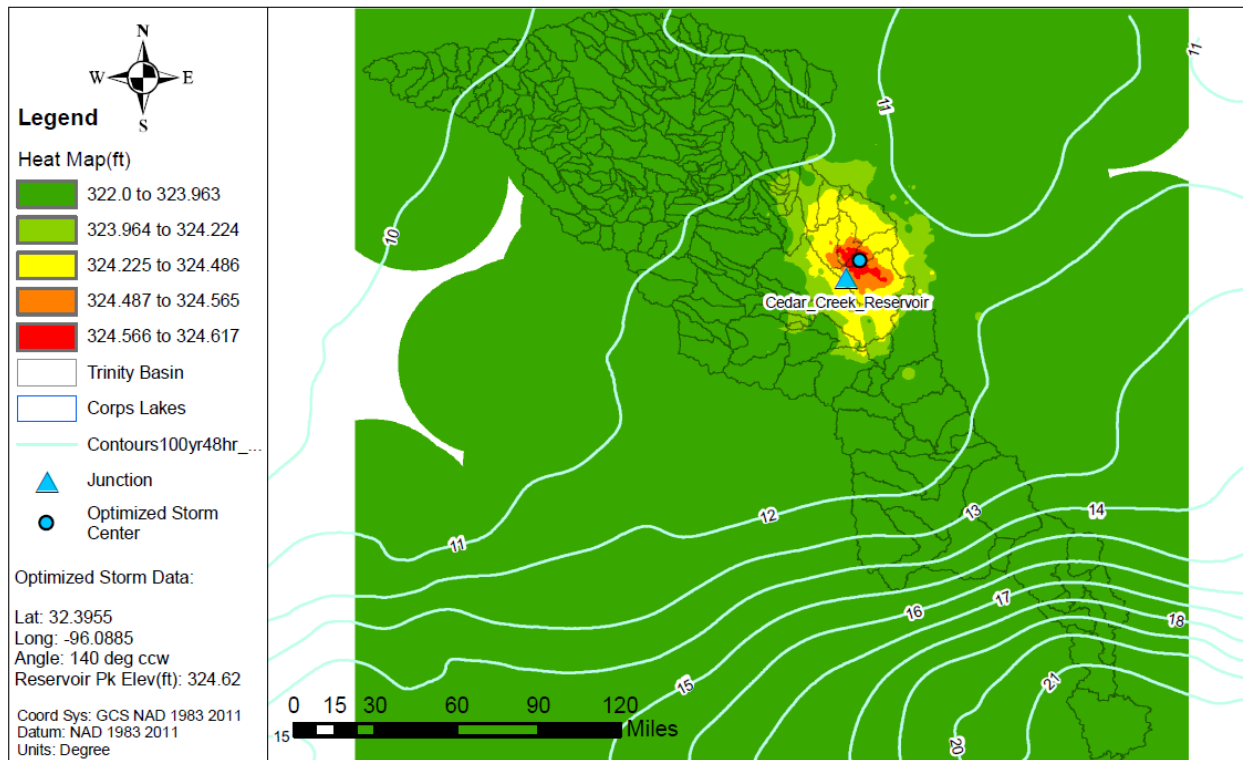 N
W E
S
Legend
Heat Map(ft)
322.0 to 323.963
323.964 to 324.224
324.225 to 324.486
324.487 to 324.565
324.566 to 324.617
Trinity Basin
Corps Lakes
Contours100yr48hr_...
Junction
Optimized Storm
Center
Optimized Storm Data:
Lat: 32.3955
Long: -96.0885
Angle: 140 deg ccw
Reservoir Pk Elev(ft): 324.62
Coord Sys: GCS NAD 1983 2011
Datum: NAD 1983 2011
Units: Degree
11
11
10
Cedar_Creek_Reservoir
12
13
14
11
16
17
18
15
21
20
15
0 15 30 60 90 120
Miles